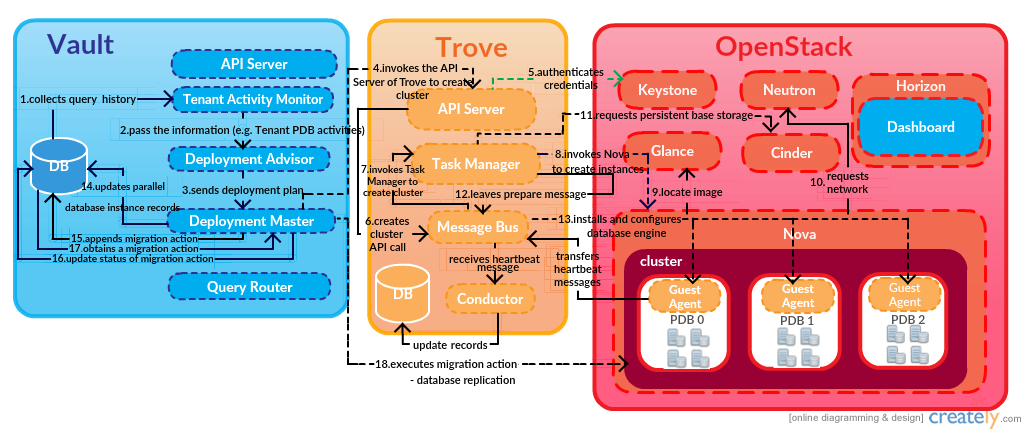 Vault
API Server
1.collects query history
Tenant Activity Monitor
2.pass the information (e.g. Tenant PDB activities)
Deployment Advisor
DB
14.updates parallel
database instance records
3.sends deployment plan
Deployment Master
15.appends migration action
17.obtains a migration action
16.update status of migration action
Query Router
Trove
4.invokes the API
Server of Trove to create
cluster
API Server
Task Manager
7.invokes Task
Manager to
create cluster
12.leaves prepare message
6.creates
cluster
API call
Message Bus
receives heartbeat
message
DB
Conductor
update records
18.executes migration action
- database replication
OpenStack
5.authenticates
credentials
Keystone
Neutron
Horizon
Dashboard
11.requests persistent base storage
Glance
Cinder
8.invokes Nova
to create instances
9.locate image
10.
requests
network
13.installs and configures
database engine
transfers
heartbeat
messages
Nova
cluster
Guest
Agent
PDB 0
Guest
Agent
PDB 1
Guest
Agent
PDB 2
[online diagramming & design] creately.com